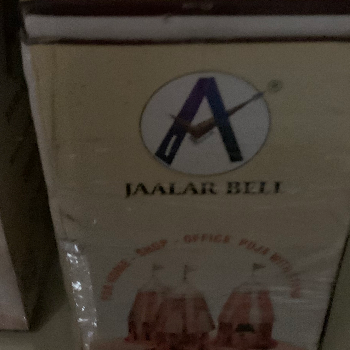 A ®
JAALAR BELL
FOR HOME - SHOP - OFFICE POJA